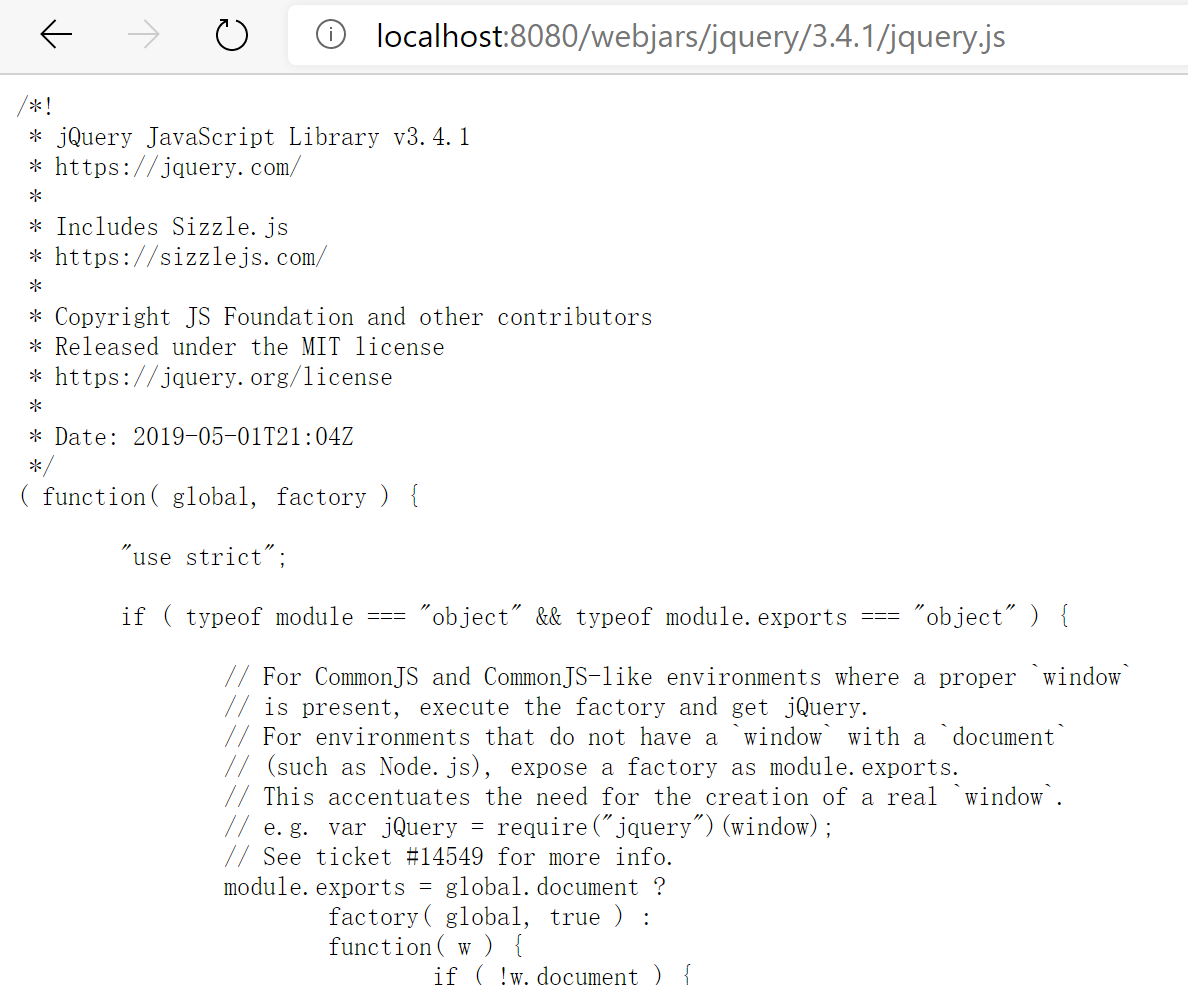 localhost:8080/webjars/jquery/3.4.1/jquery.js
/*!
 * jQuery JavaScript Library v3.4.1
 * https://jquery.com/
 *
 * Includes Sizzle.js
 * https://sizzlejs.com/
 *
 * Copyright JS Foundation and other contributors
 * Released under the MIT license
 * https://jquery.org/license
 *
 * Date: 2019-05-01T21:04Z
 */
( function( global, factory ) {
"use strict";
if ( typeof module === "object" && typeof module.exports === "object" ) {
// For CommonJS and CommonJS-like environments where a proper `window`
// is present, execute the factory and get jQuery.
// For environments that do not have a `window` with a `document`
// (such as Node.js), expose a factory as module.exports.
// This accentuates the need for the creation of a real `window`.
// e.g. var jQuery = require("jquery")(window);
// See ticket #14549 for more info.
module.exports = global.document ?
factory( global, true ) :
function( w ) {
if ( !w.document ) {